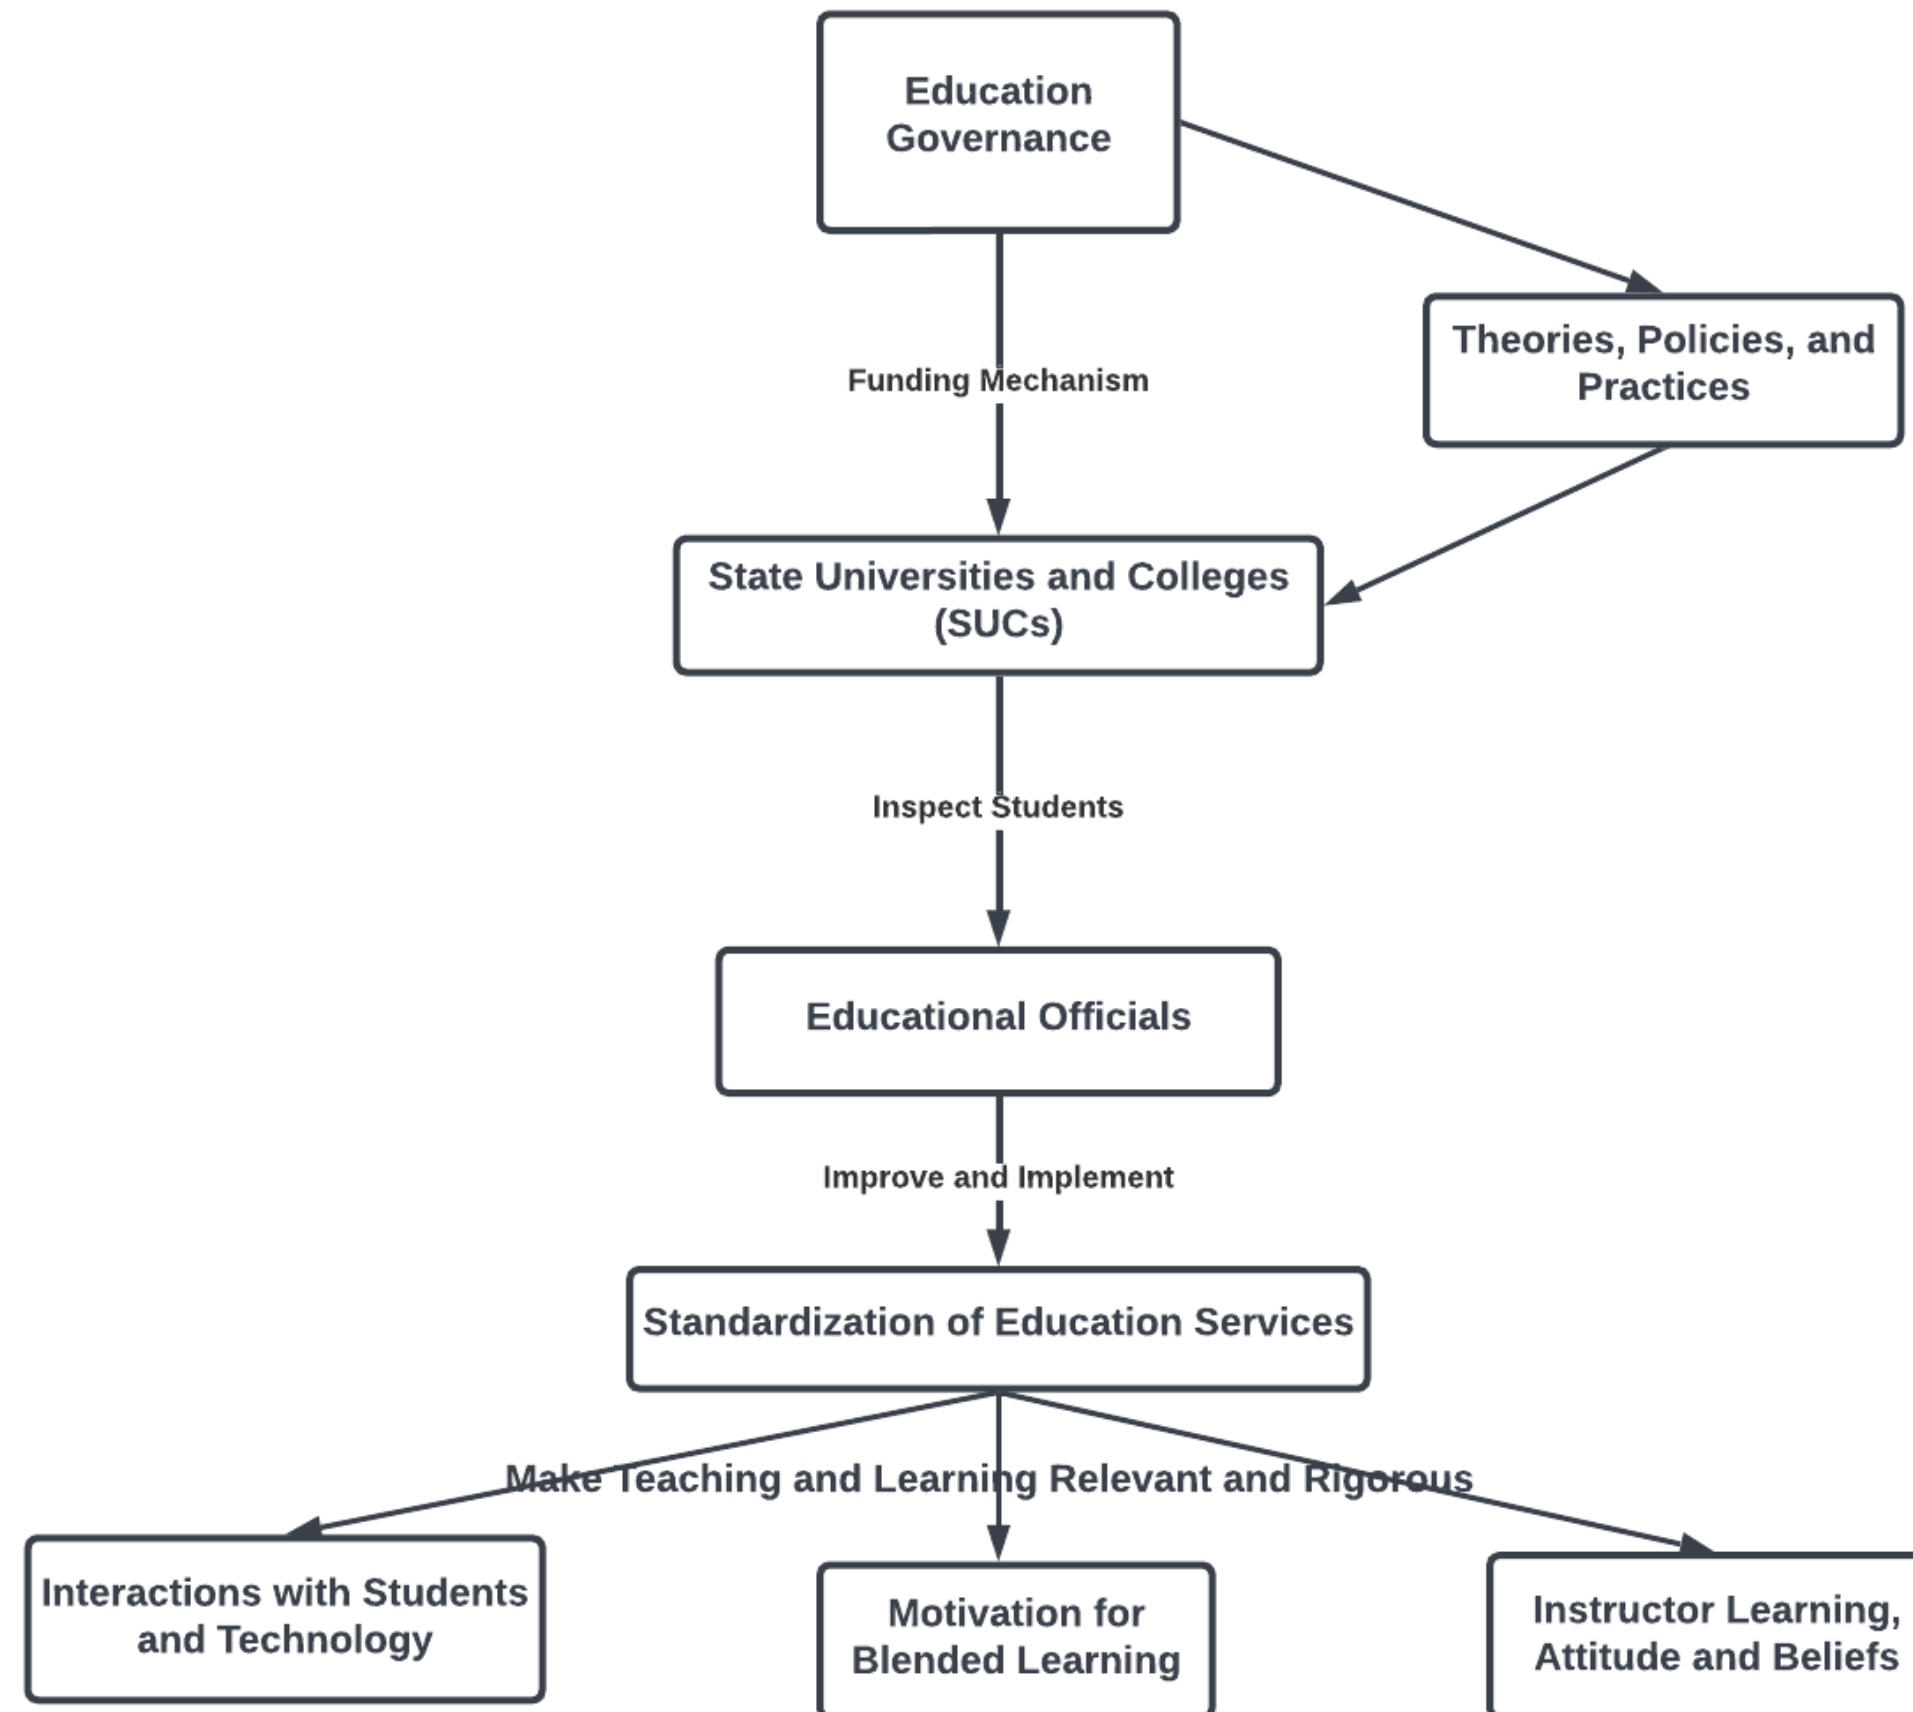 Education
Governance
Theories, Policies, and
Practices
Funding Mechanism
State Universities and Colleges
(SUCs)
Inspect Students
Educational Officials
Improve and Implement
Standardization of Education Services
Make Teaching and Learning Relevant and Rigorous
Interactions with Students
and Technology
Motivation for
Blended Learning
Instructor Learning,
Attitude and Beliefs